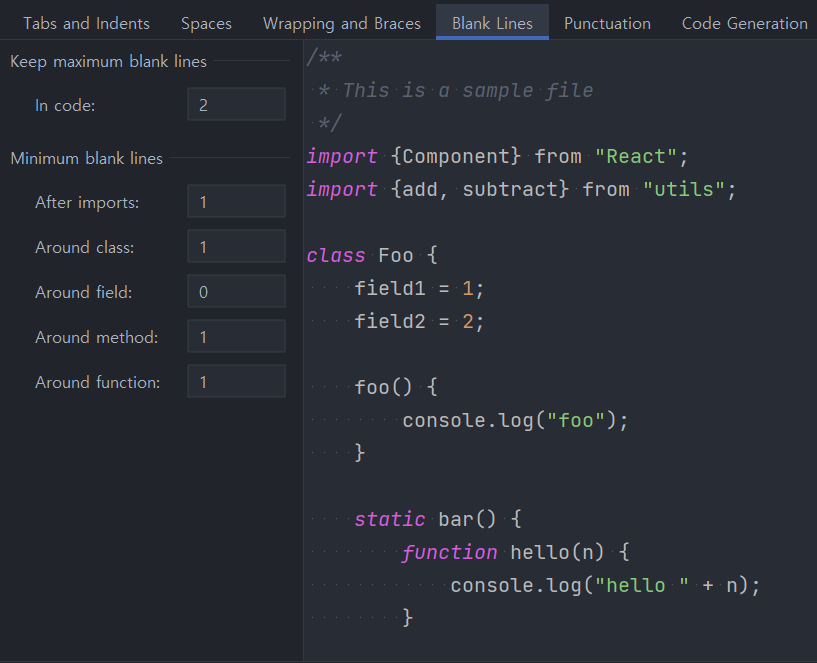 Tabs and Indents Spaces Wrapping and Braces Blank Lines Punctuation Code Generation
Keep maximum blank lines
In code: 2
Minimum blank lines
After imports: 1
Around class: 1
Around field: 0
Around method: 1
Around function: 1
/**
 * This is a sample file
 */
import {Component} from "React";
import {add, subtract} from "utils";

class Foo {
    field1 = 1;
    field2 = 2;

    foo() {
        console.log("foo");
    }

    static bar() {
        function hello(n) {
            console.log("hello " + n);
        }